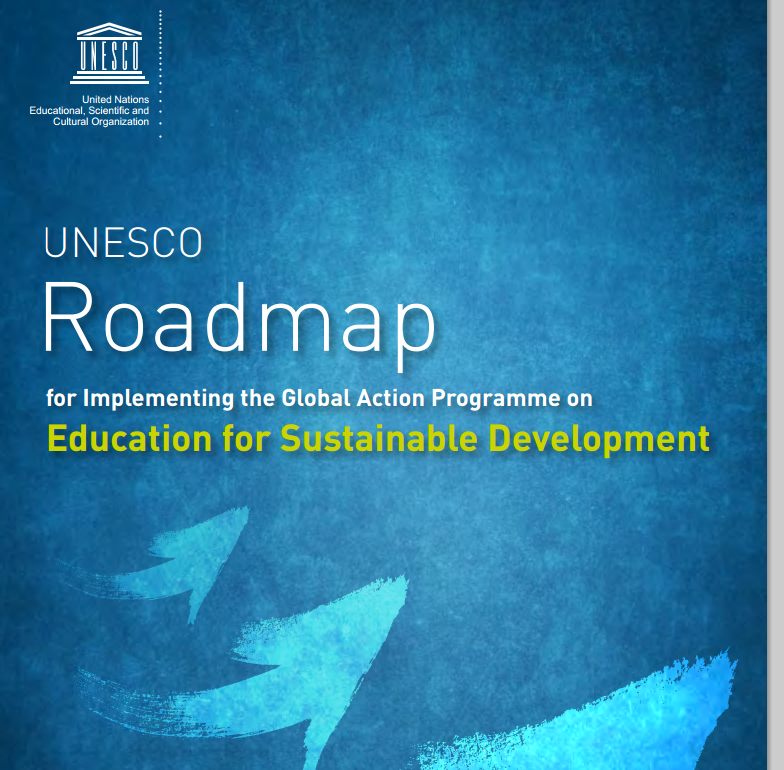 UNESCO
United Nations
Educational, Scientific and
Cultural Organization
UNESCO
Roadmap
for Implementing the Global Action Programme on
Education for Sustainable Development